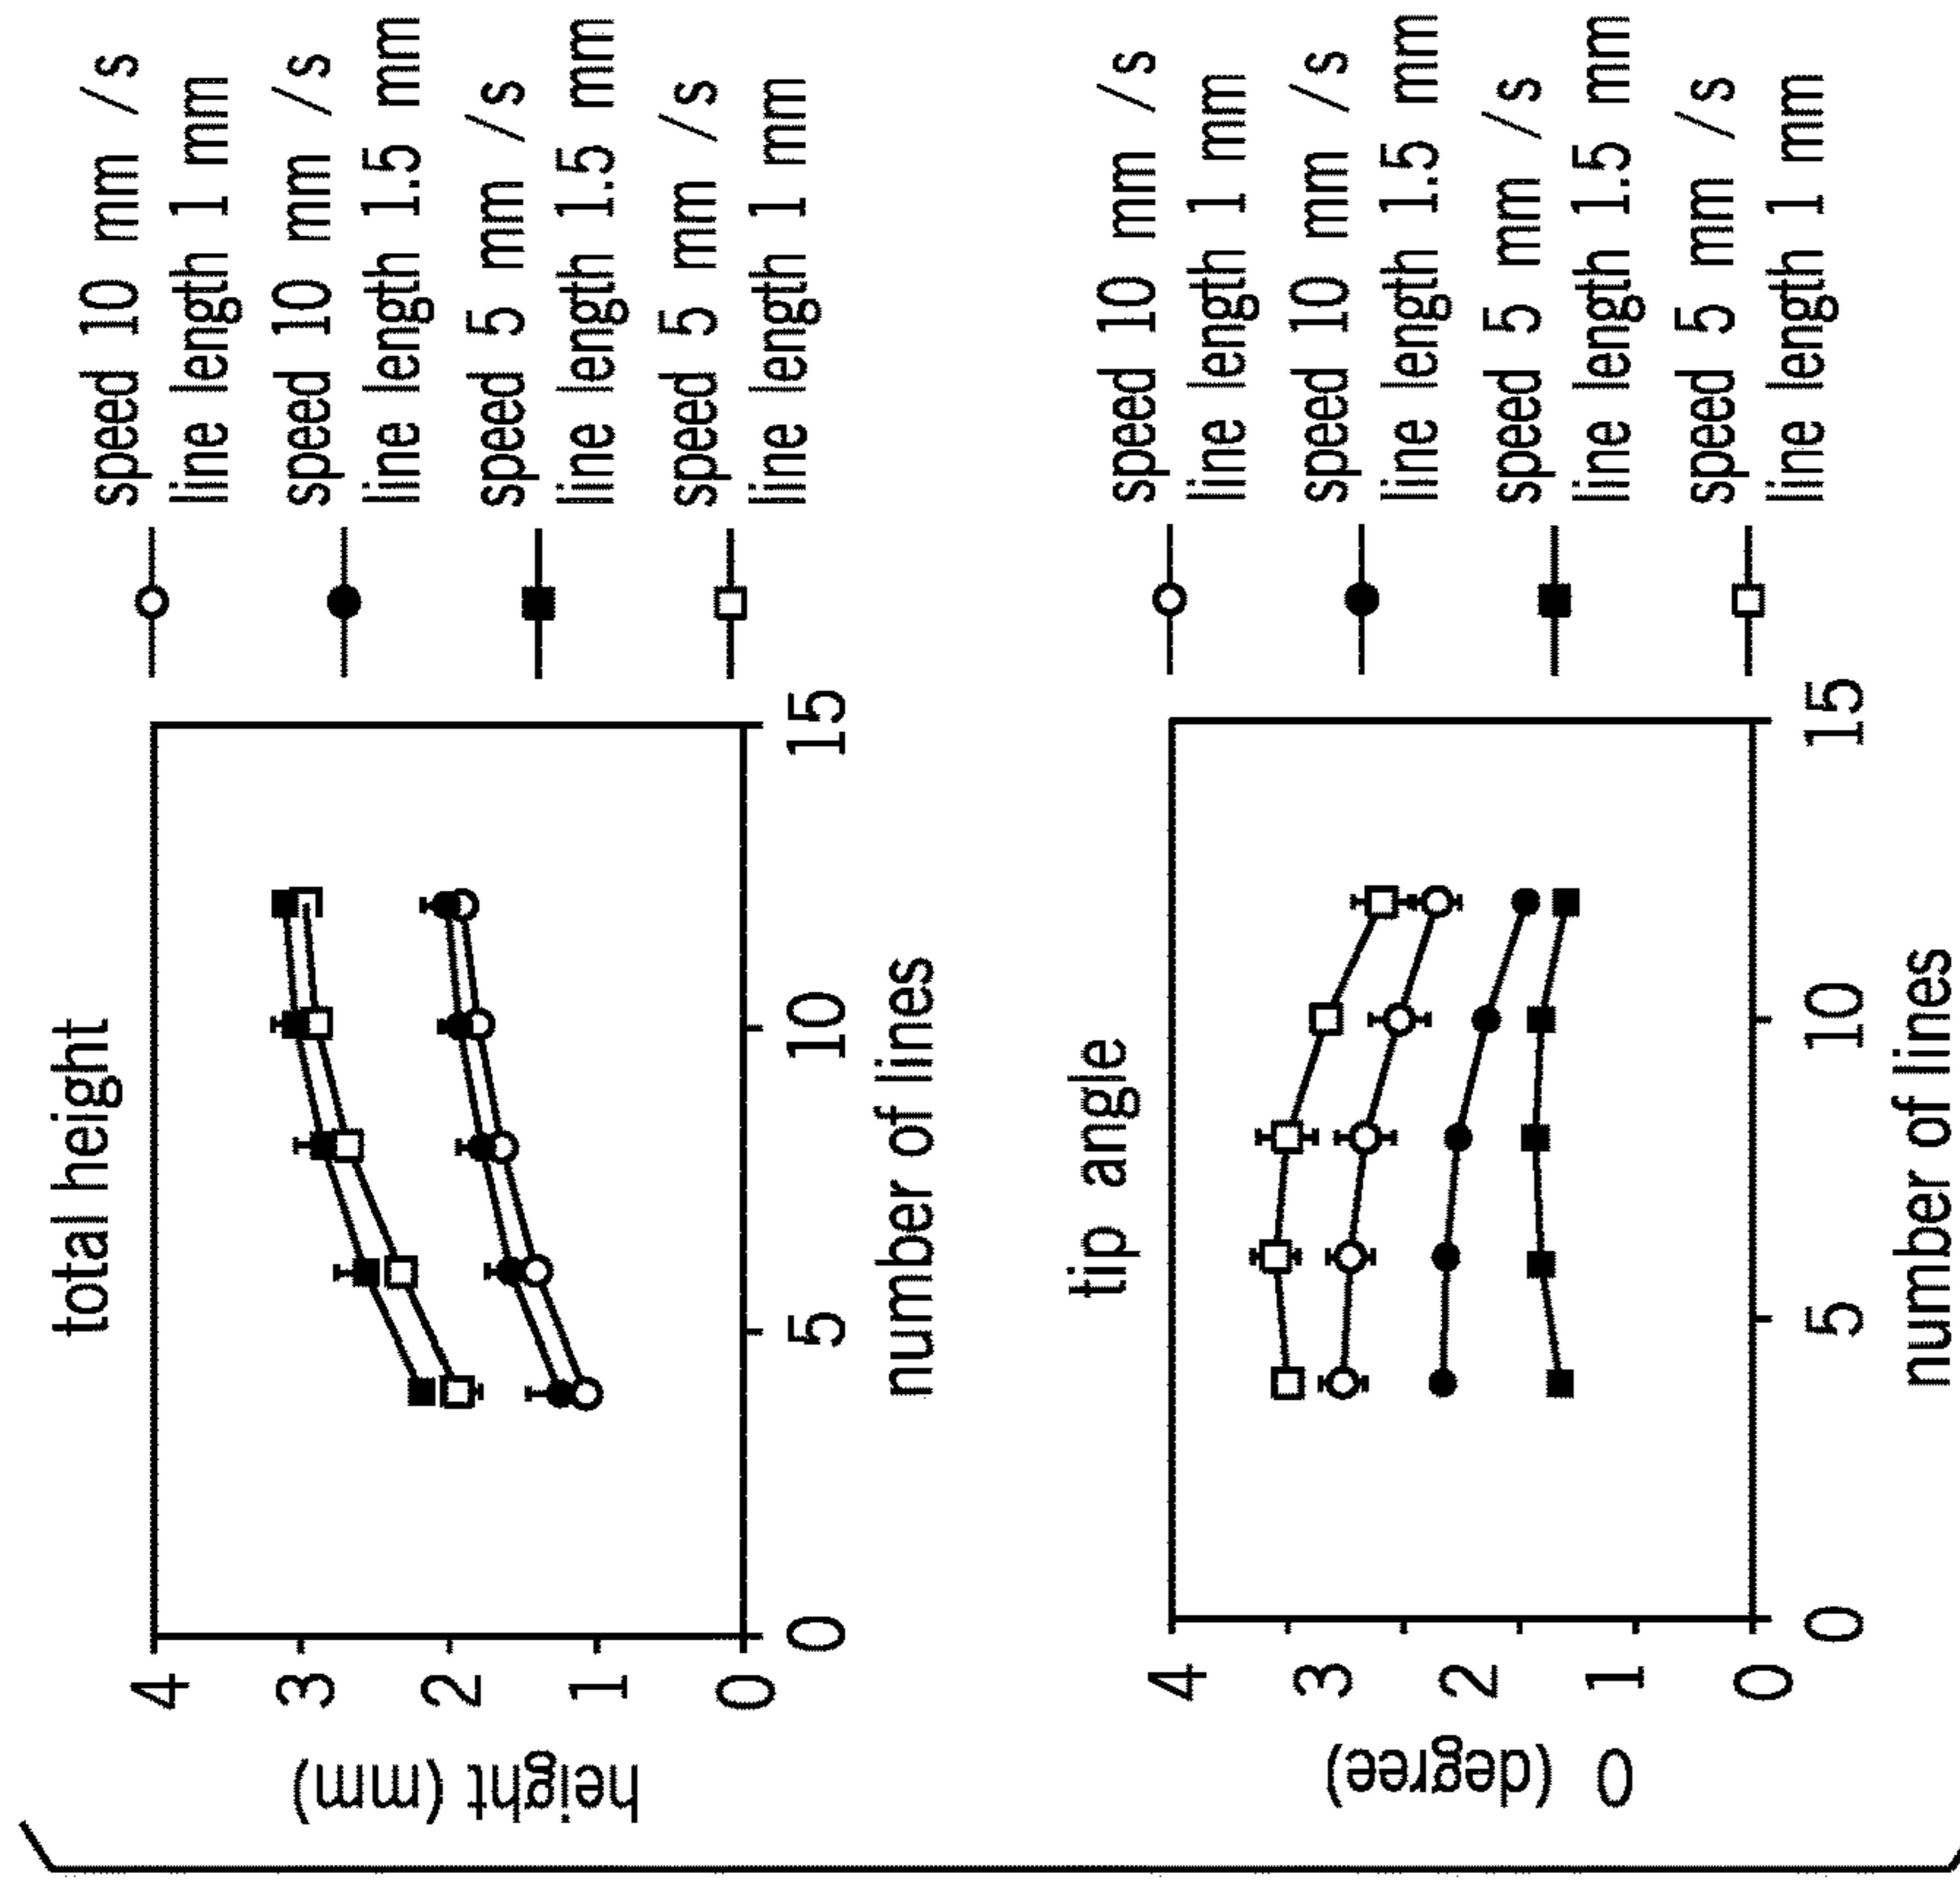 total height
height (mm)
4
3
2
1
0
0
5
10
15
number of lines
speed 10 mm /s
line length 1 mm
speed 10 mm /s
line length 1.5 mm
speed 5 mm /s
line length 1.5 mm
speed 5 mm /s
line length 1 mm
tip angle
0 (degree)
4
3
2
1
0
0
5
10
15
number of lines
speed 10 mm /s
line length 1 mm
speed 10 mm /s
line length 1.5 mm
speed 5 mm /s
line length 1.5 mm
speed 5 mm /s
line length 1 mm